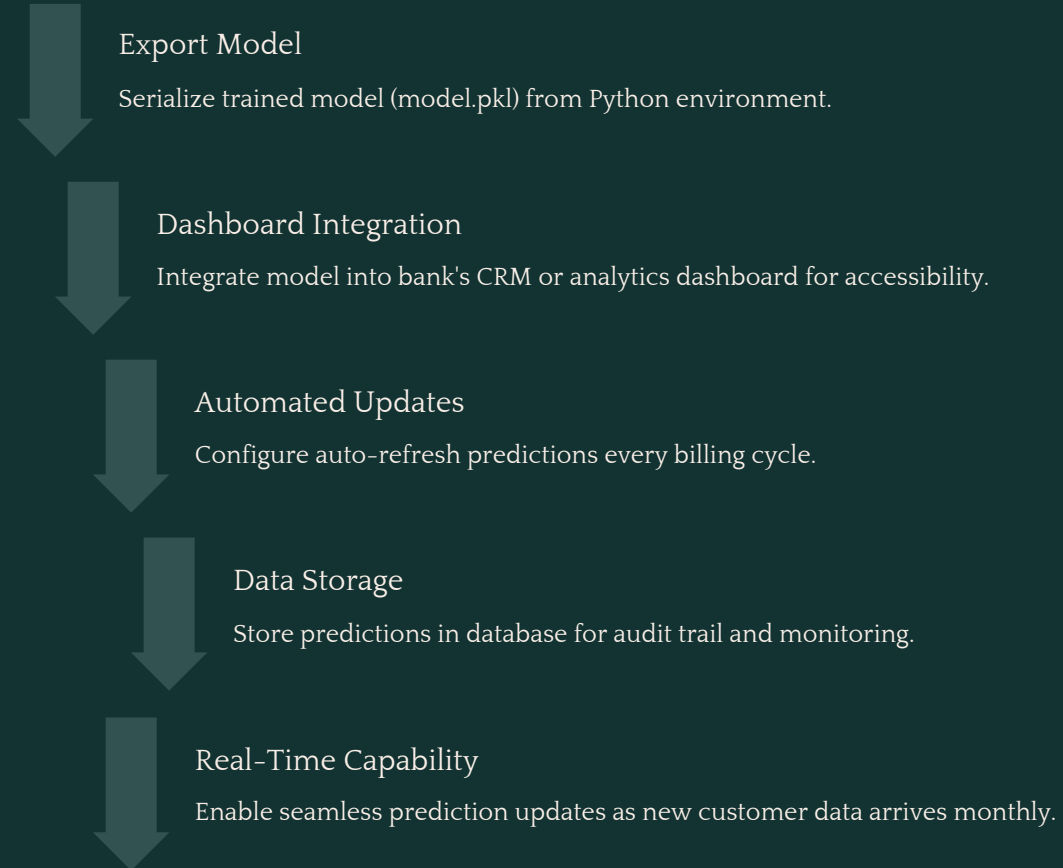 Export Model
Serialize trained model (model.pkl) from Python environment.
Dashboard Integration
Integrate model into bank's CRM or analytics dashboard for accessibility.
Automated Updates
Configure auto-refresh predictions every billing cycle.
Data Storage
Store predictions in database for audit trail and monitoring.
Real-Time Capability
Enable seamless prediction updates as new customer data arrives monthly.